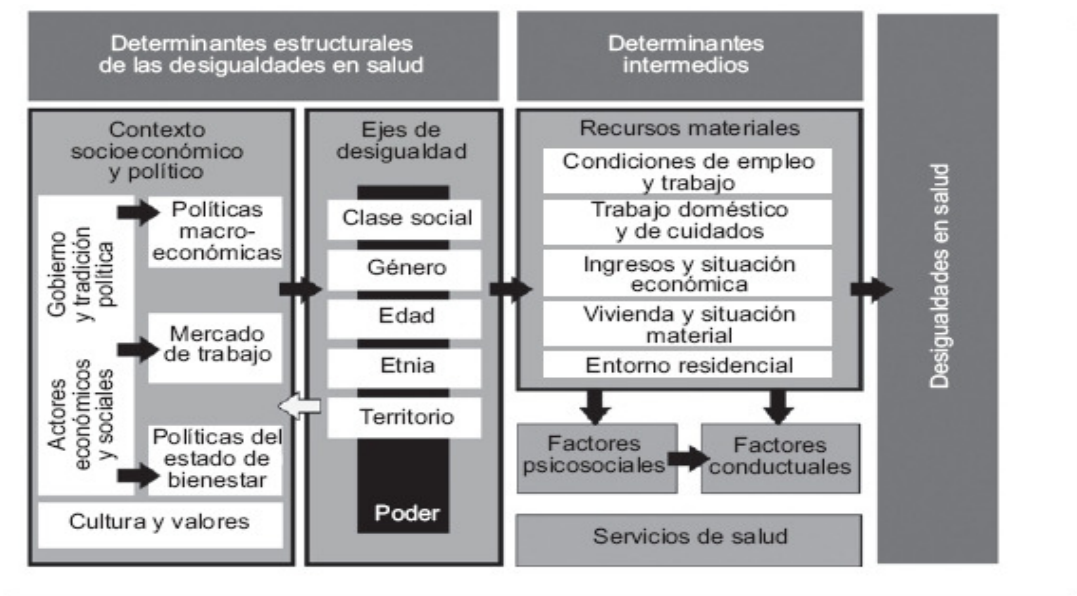 Determinantes estructurales
de las desigualdades en salud
Determinantes
intermedios
Contexto
socioeconómico
y político
Gobierno
y tradición
política
Actores
económicos
y sociales
Políticas
macro-
económicas
Mercado
de trabajo
Políticas del
estado de
bienestar
Cultura y valores
Ejes de
desigualdad
Clase social
Género
Edad
Etnia
Territorio
Poder
Recursos materiales
Condiciones de empleo
y trabajo
Trabajo doméstico
y de cuidados
Ingresos y situación
económica
Vivienda y situación
material
Entorno residencial
Factores
psicosociales
Factores
conductuales
Servicios de salud
Desigualdades en salud